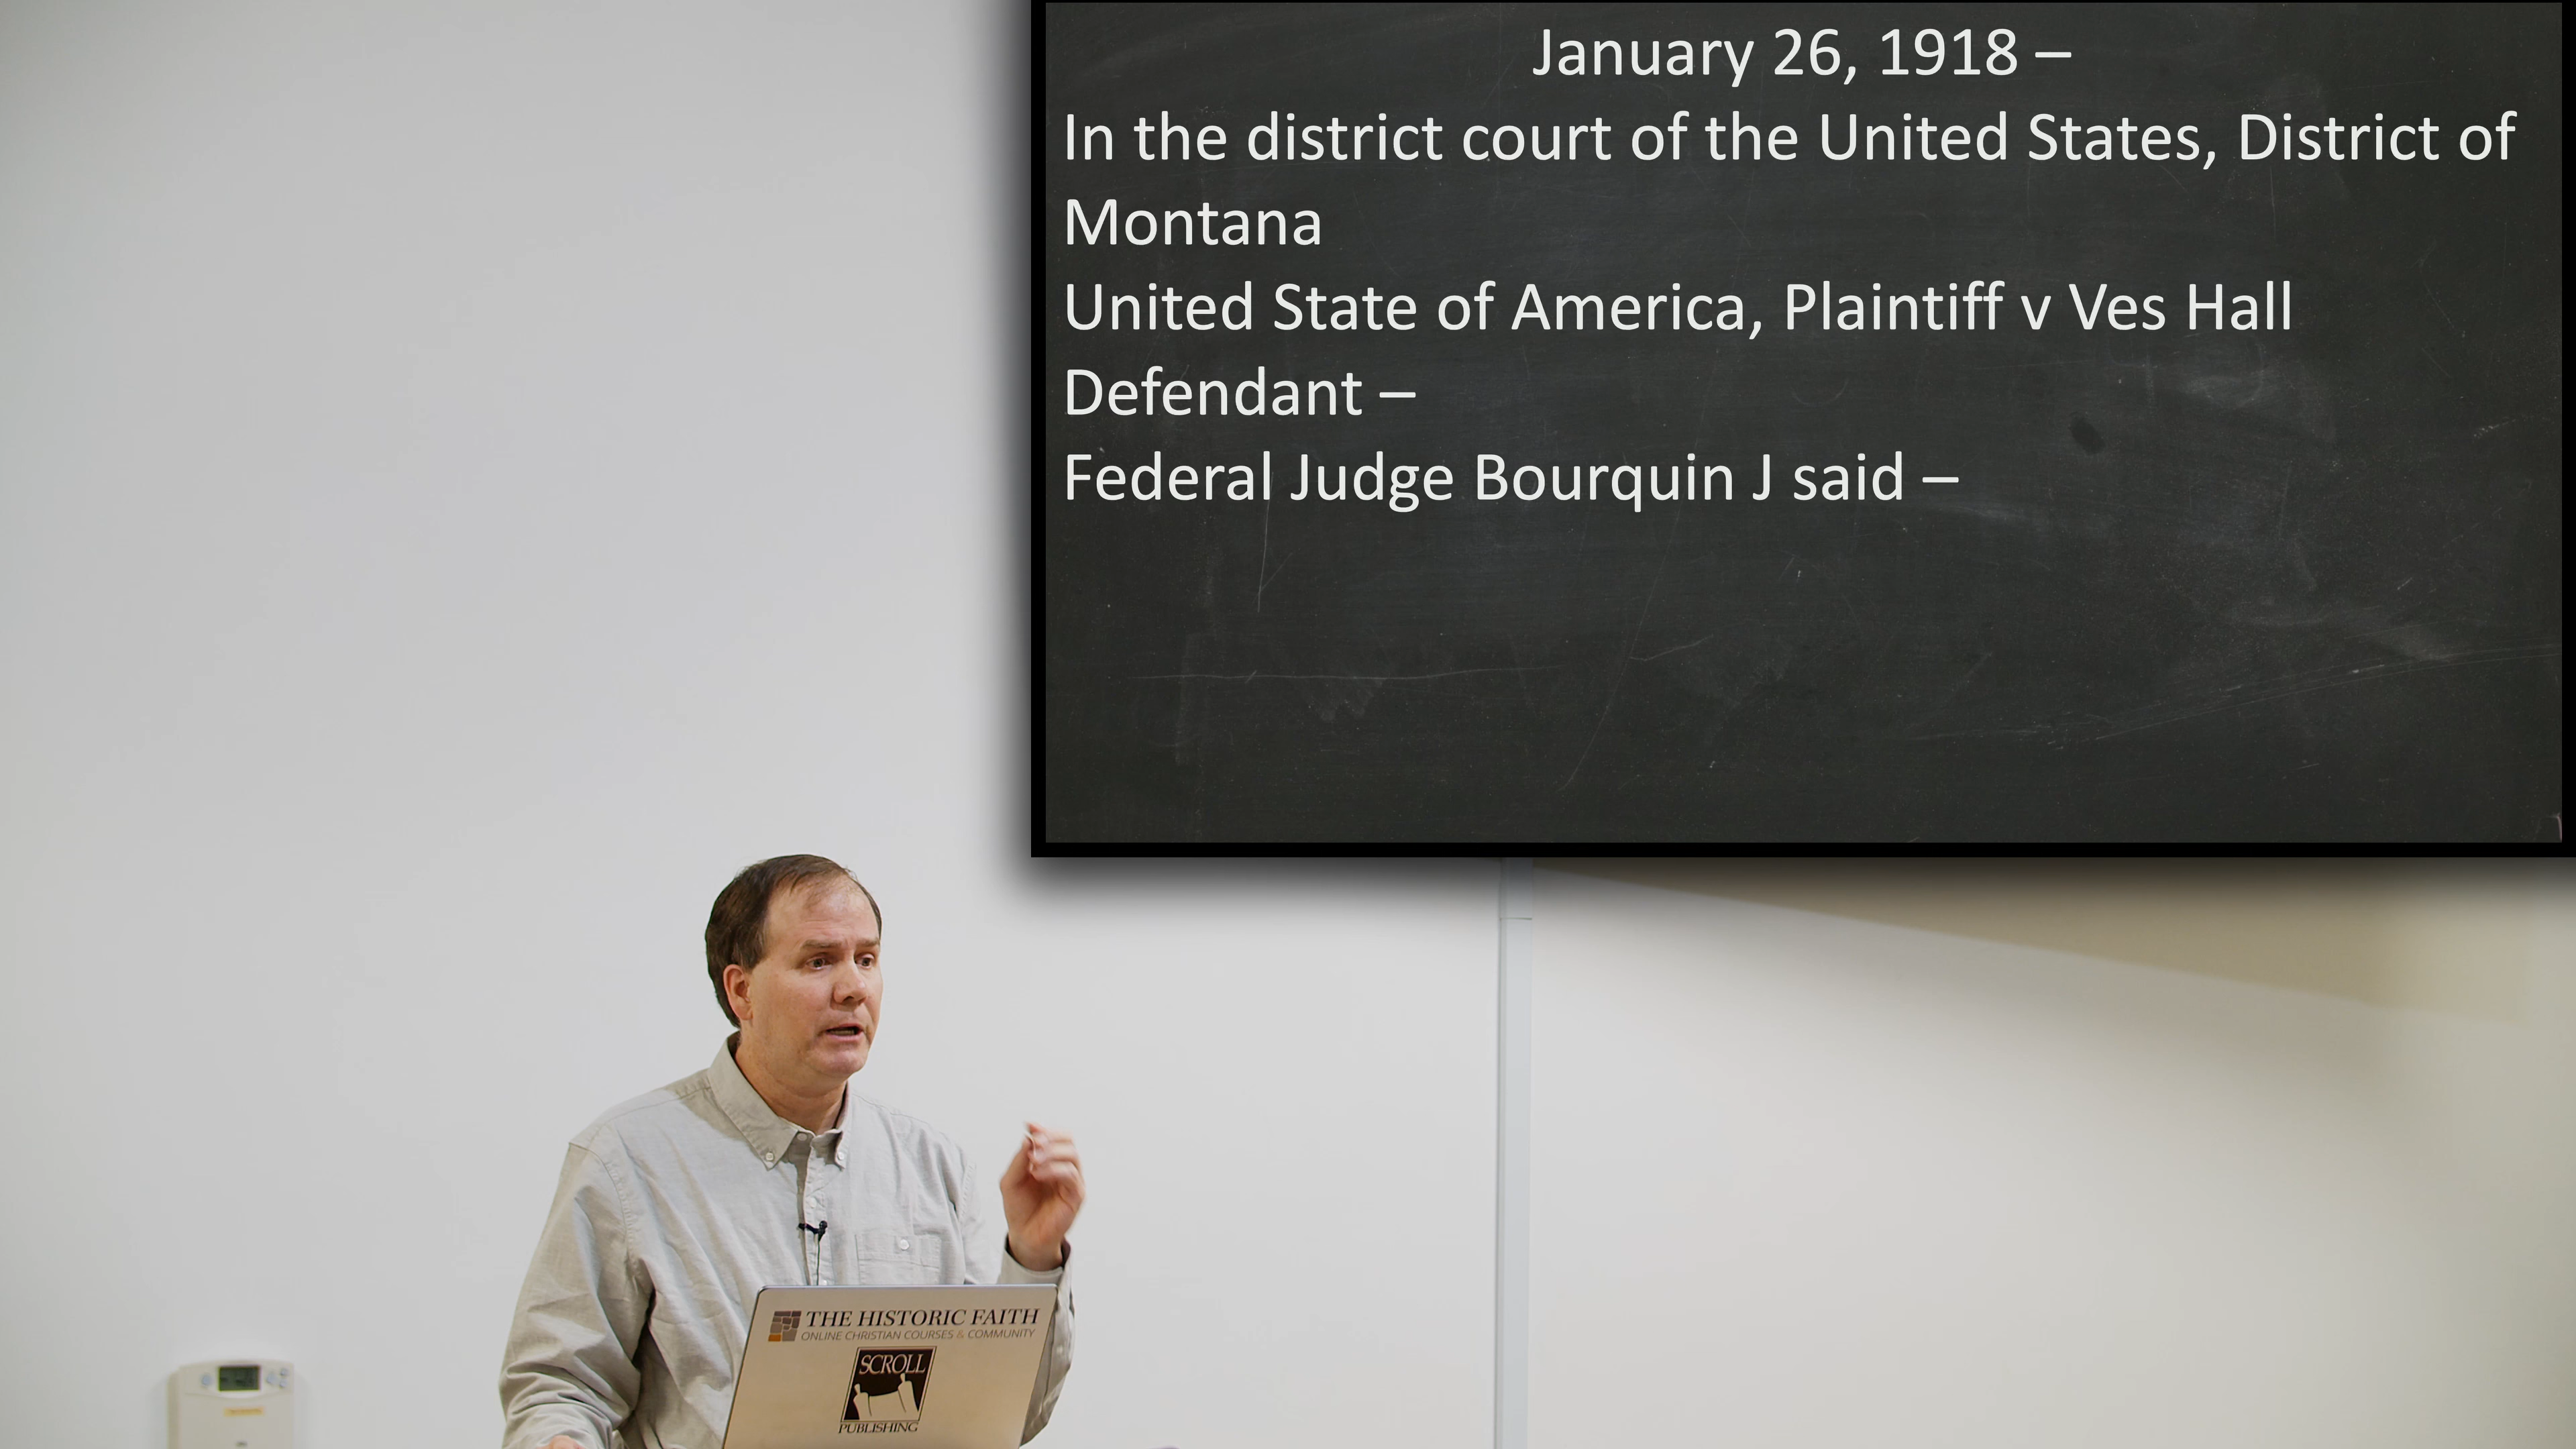 January 26, 1918 –
In the district court of the United States, District of
Montana
United State of America, Plaintiff v Ves Hall
Defendant –
Federal Judge Bourquin J said –
THE HISTORIC FAITH
ONLINE CHRISTIAN COURSES & COMMUNITY
SCROLL
PUBLISHING